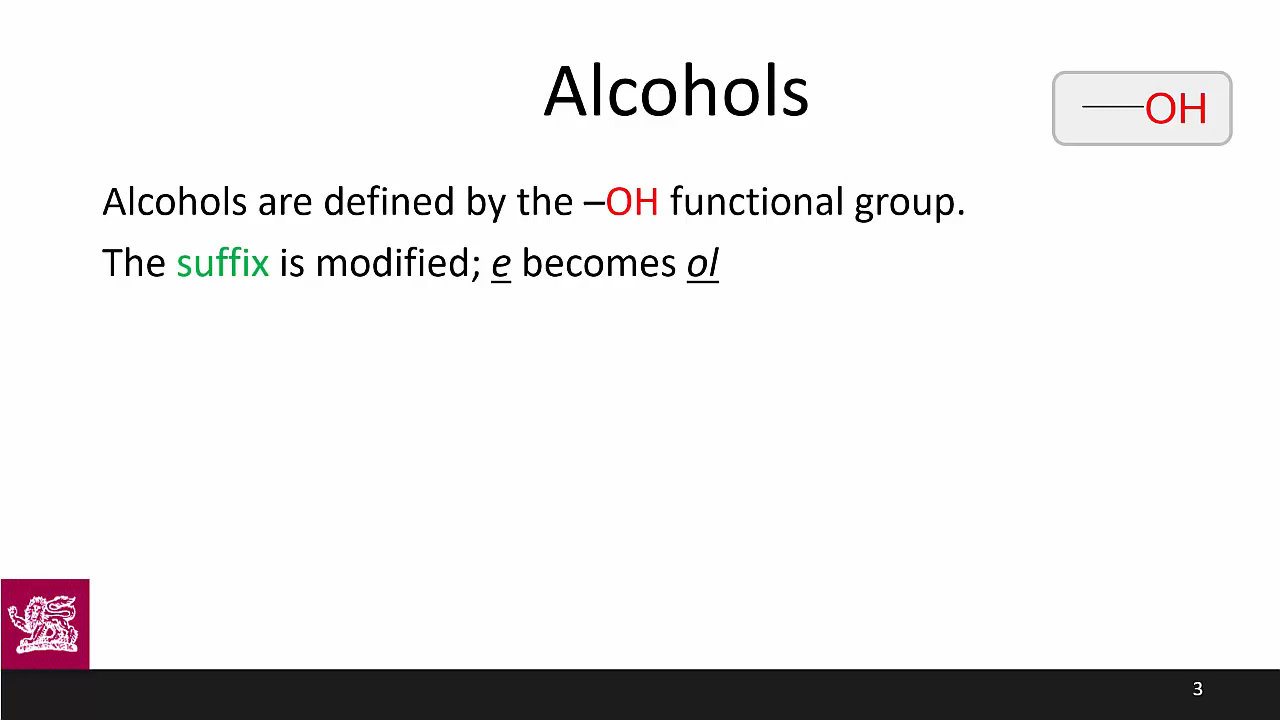 Alcohols
OH
Alcohols are defined by the –OH functional group.
The suffix is modified; e becomes ol
3